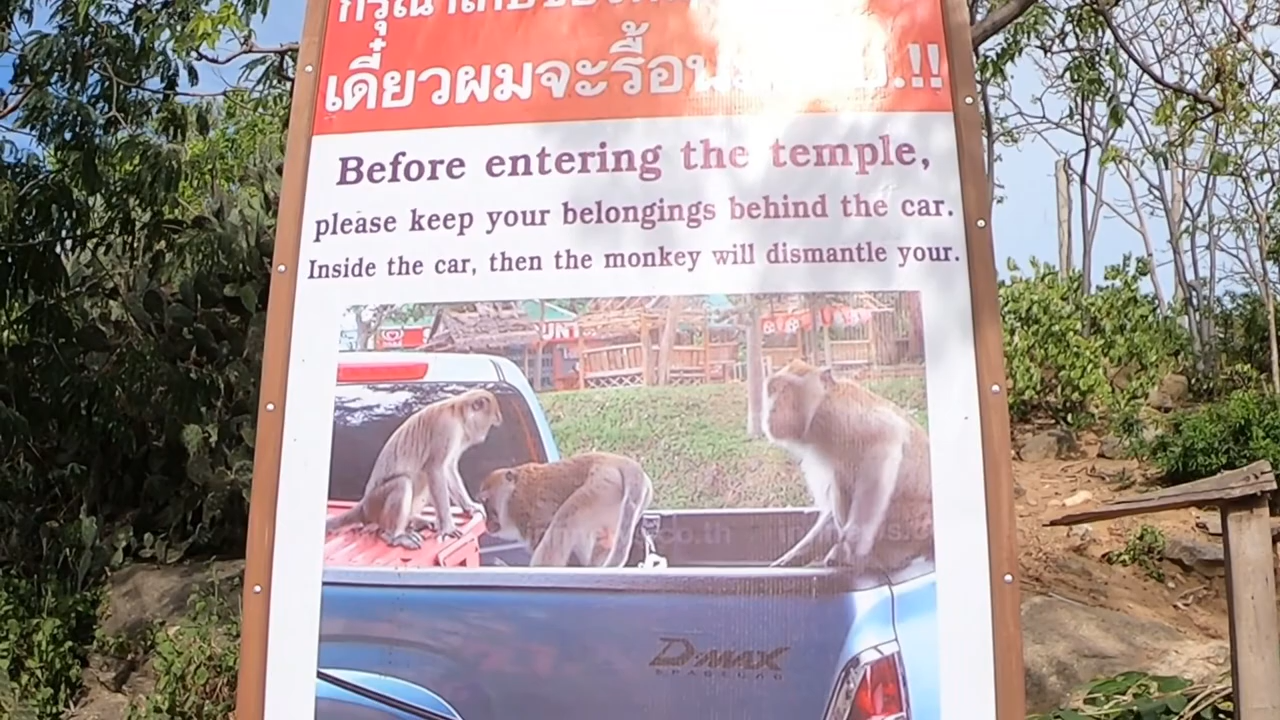 เดี๋ยวผมจะรื้อ .!!
Before entering the temple,
please keep your belongings behind the car.
Inside the car, then the monkey will dismantle your.
D-MAX